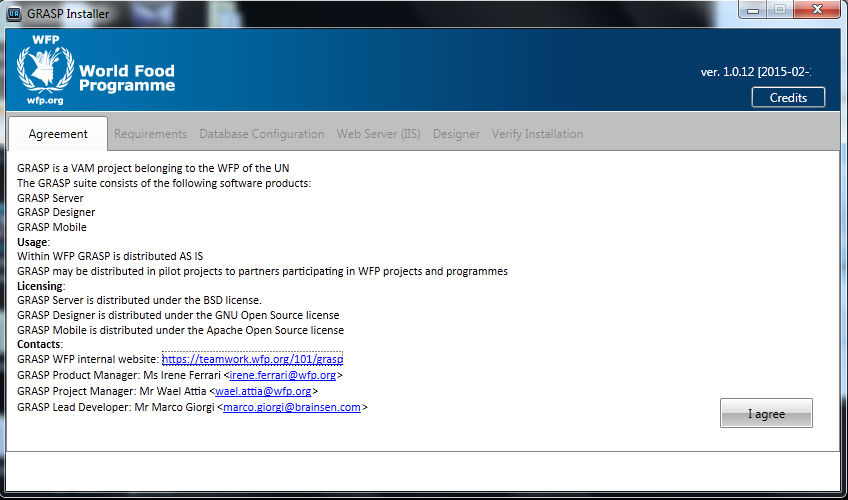 GRASP Installer
WFP
wfp.org
World Food
Programme
ver. 1.0.12 [2015-02-
Credits
Agreement Requirements Database Configuration Web Server (IIS) Designer Verify Installation
GRASP is a VAM project belonging to the WFP of the UN
The GRASP suite consists of the following software products:
GRASP Server
GRASP Designer
GRASP Mobile
Usage:
Within WFP GRASP is distributed AS IS
GRASP may be distributed in pilot projects to partners participating in WFP projects and programmes
Licensing:
GRASP Server is distributed under the BSD license.
GRASP Designer is distributed under the GNU Open Source license
GRASP Mobile is distributed under the Apache Open Source license
Contacts:
GRASP WFP internal website: https://teamwork.wfp.org/101/grasp
GRASP Product Manager: Ms Irene Ferrari <irene.ferrari@wfp.org>
GRASP Project Manager: Mr Wael Attia <wael.attia@wfp.org>
GRASP Lead Developer: Mr Marco Giorgi <marco.giorgi@brainsen.com>
I agree